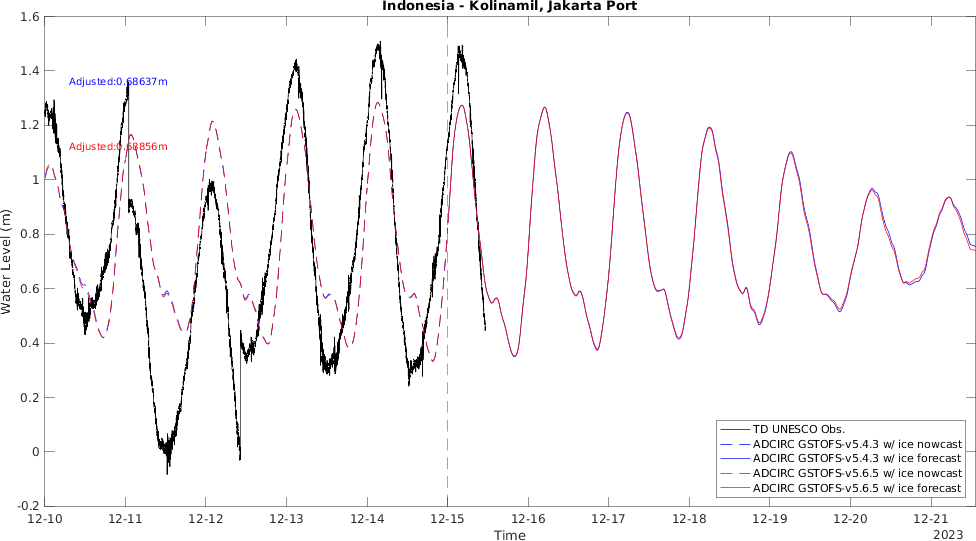 Indonesia - Kolinamil, Jakarta Port
1.6
1.4
1.2
1
0.8
0.6
0.4
0.2
0
-0.2
Water Level (m)
Adjusted:0.68637m
Adjusted:0.68856m
TD UNESCO Obs.
ADCIRC GSTOFS-v5.4.3 w/ ice nowcast
ADCIRC GSTOFS-v5.4.3 w/ ice forecast
ADCIRC GSTOFS-v5.6.5 w/ ice nowcast
ADCIRC GSTOFS-v5.6.5 w/ ice forecast
12-10 12-11 12-12 12-13 12-14 12-15 12-16 12-17 12-18 12-19 12-20 12-21
2023
Time